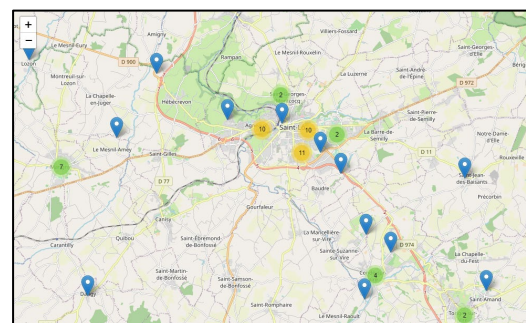 +
−
Amigny
Villiers-Fossard
Saint-Georges-
d'Elle
Le Mesnil-Eury
D 900
Rampan
Le Mesnil-Rouxelin
Lozon
Montreuil-sur-
Lozon
La Luzerne
Saint-André-
de-l'Épine
D 972
La Chapelle-
en-Juger
Hébécrevon
2
Saint-Pierre-
de-Semilly
10
10
2
La Barre-de-
Semilly
Notre-Dame-
d'Elle
Le Mesnil-Amey
Saint-Gilles
11
D 11
Rouxeville
7
D 77
Baudre
Saint-Jean-
des-Baisants
Précorbin
Gourfaleur
Canisy
2
La Mancellière-
sur-Vire
Carantilly
Quibou
Saint-Ébremond-
de-Bonfossé
Sainte-Suzanne-
sur-Vire
D 974
La Chapelle-
du-Fest
Saint-Martin-
de-Bonfossé
Saint-Samson-
de-Bonfossé
4
Dangy
Saint-Romphaire
Le Mesnil-Raoult
Saint-Amand
2